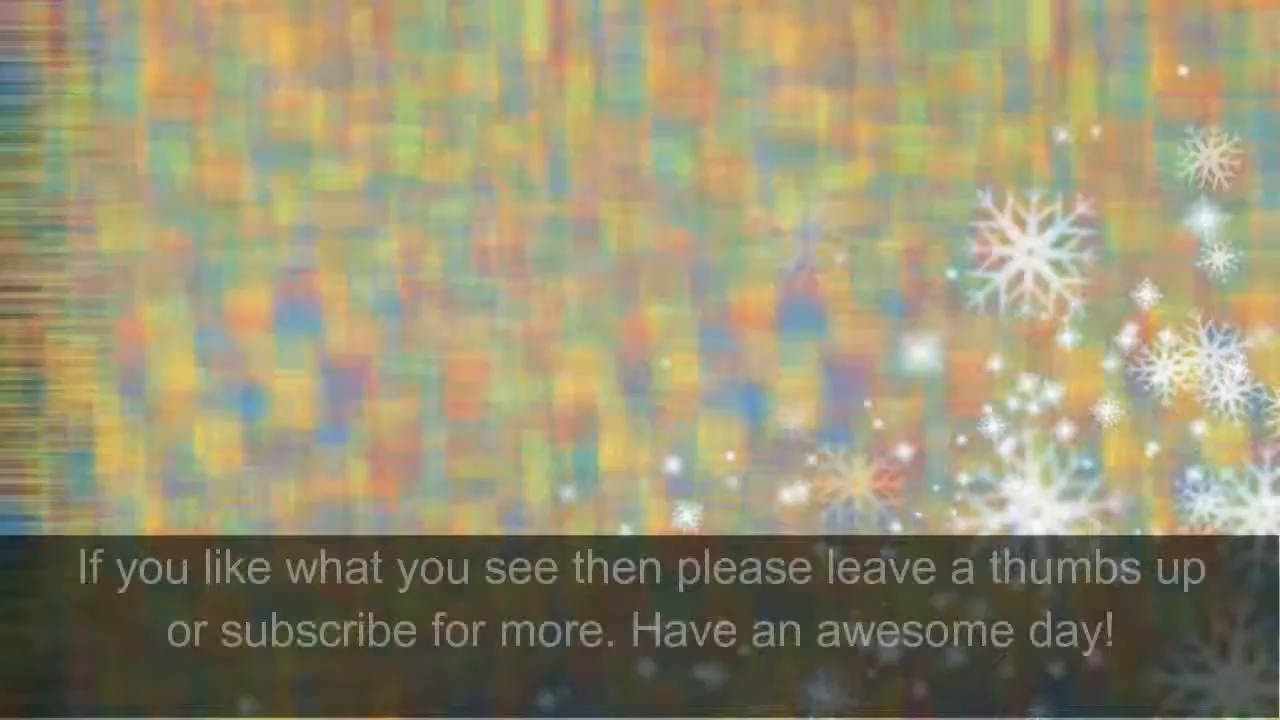 If you like what you see then please leave a thumbs up
or subscribe for more. Have an awesome day!